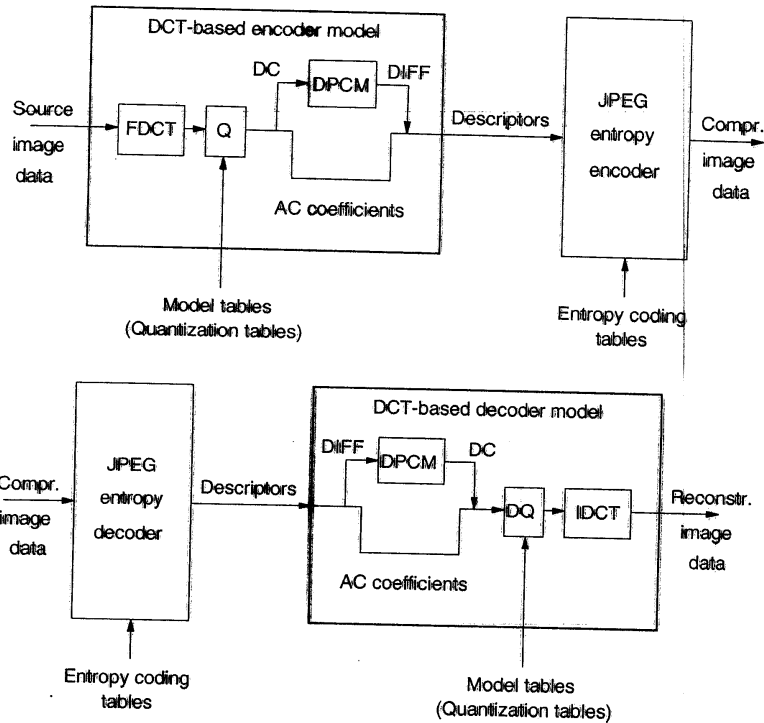 DCT-based encoder model
DC
DIFF
DPCM
Source
image
data
FDCT
Q
AC coefficients
Descriptors
JPEG
entropy
encoder
Compr.
image
data
Model tables
(Quantization tables)
Entropy coding
tables
DCT-based decoder model
Compr.
image
data
JPEG
entropy
decoder
Descriptors
DIFF
DPCM
DC
DQ
IDCT
Reconstr.
image
data
AC coefficients
Entropy coding
tables
Model tables
(Quantization tables)